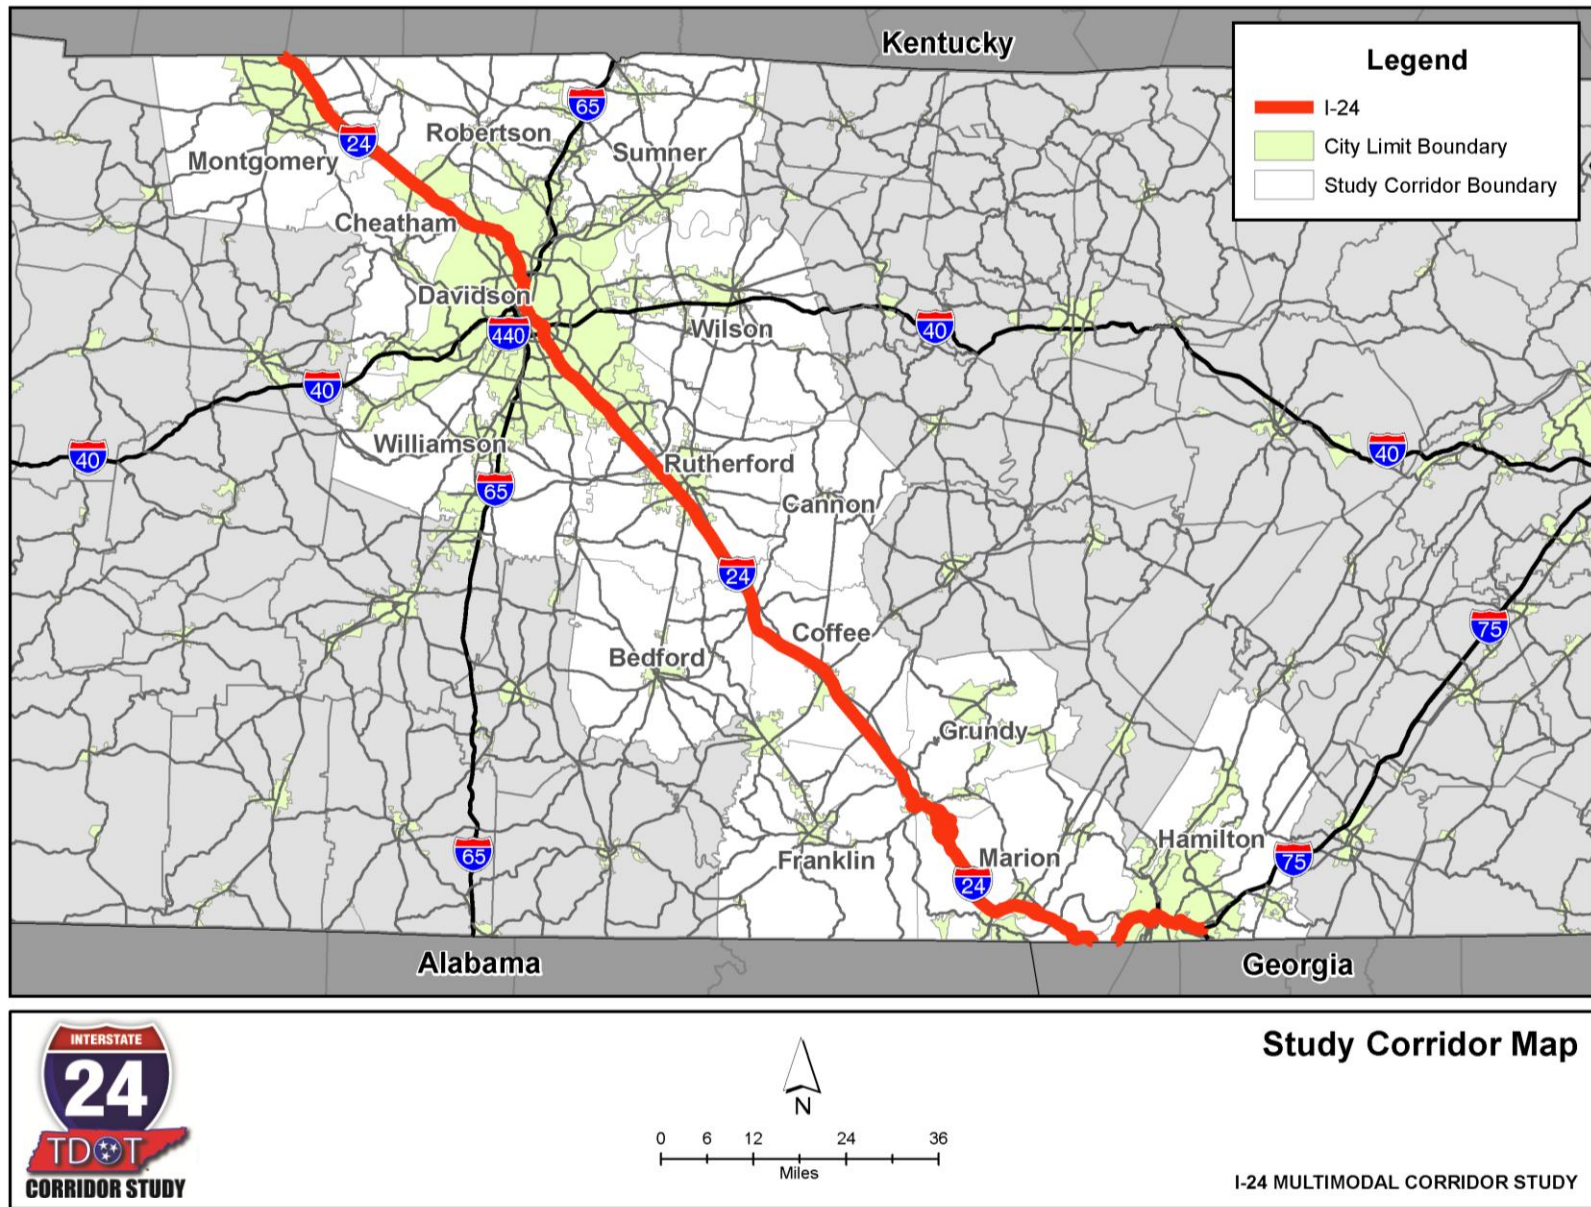 Kentucky
Legend
I-24
City Limit Boundary
Study Corridor Boundary
65
Robertson
24
Sumner
Montgomery
Cheatham
Davidson
440
Wilson
40
40
Williamson
40
40
Rutherford
65
Cannon
24
75
Coffee
Bedford
Grundy
Hamilton
65
Franklin
Marion
75
24
Alabama
Georgia
INTERSTATE
24
TDOT
CORRIDOR STUDY
N
0 6 12 24 36
Miles
Study Corridor Map
I-24 MULTIMODAL CORRIDOR STUDY